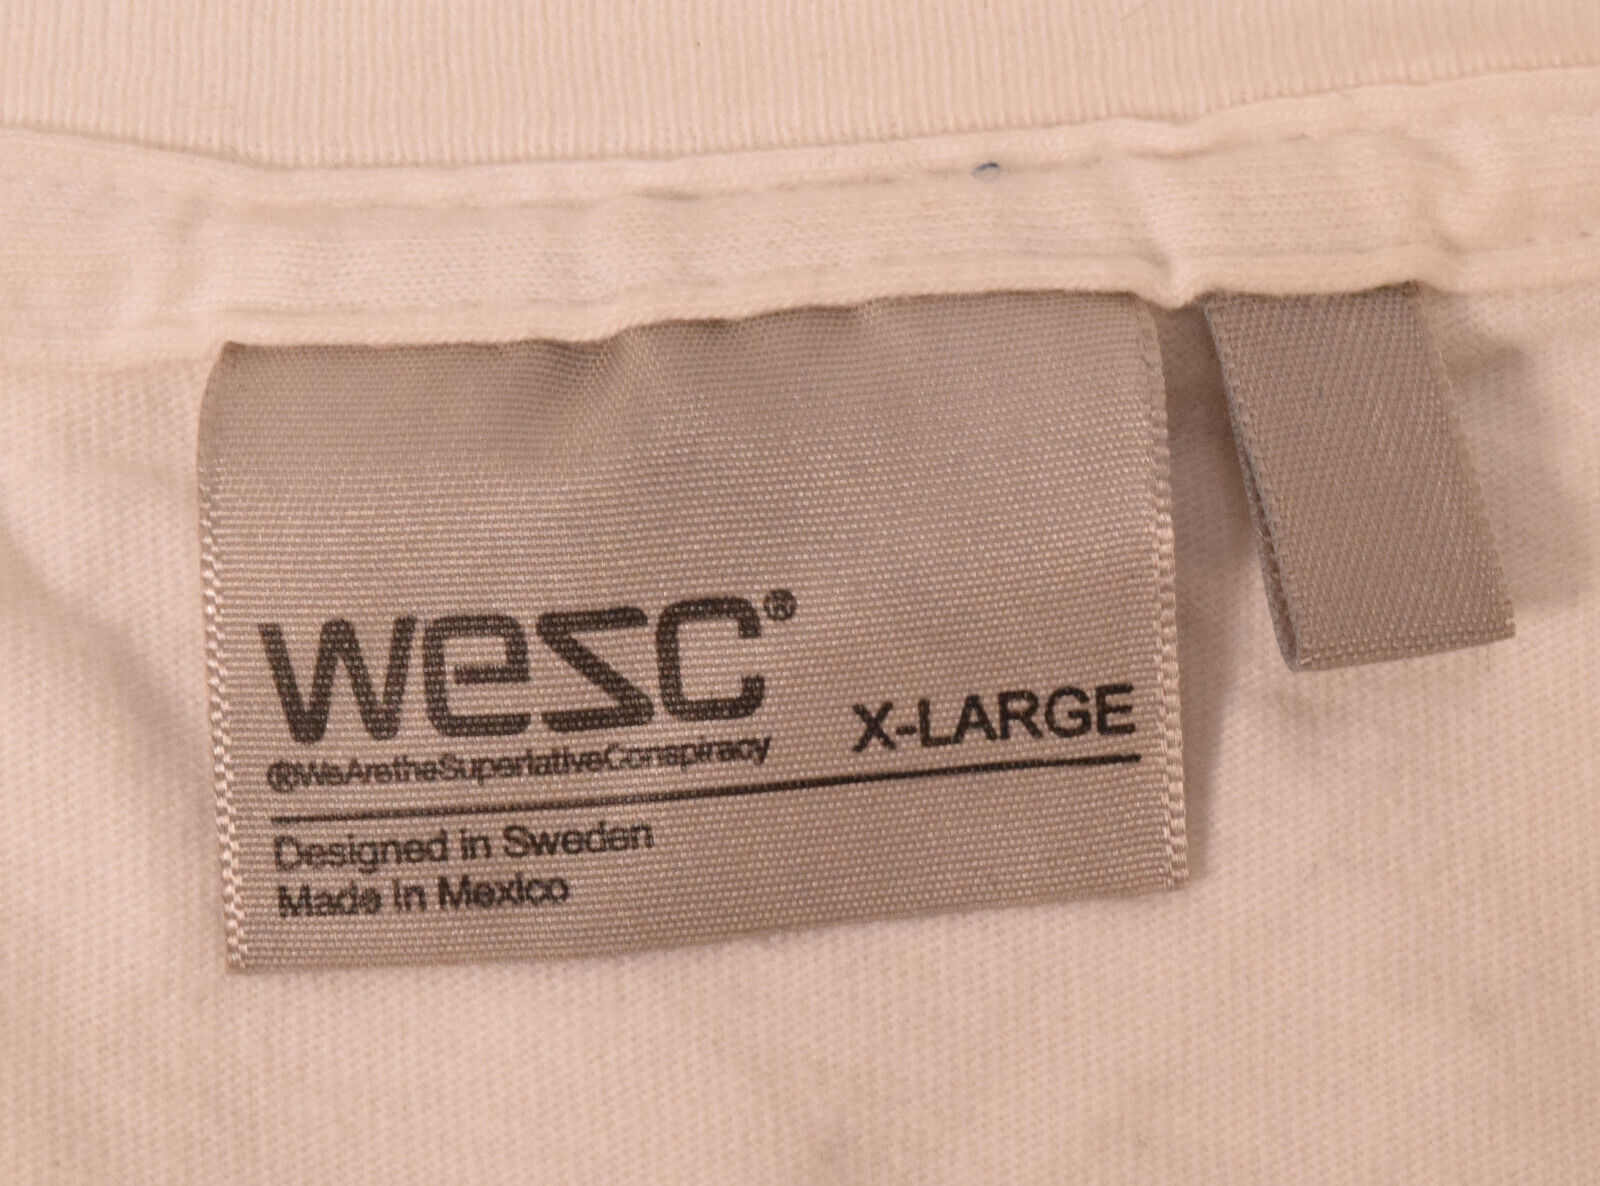 wesc®
X-LARGE
®WeAretheSuperlativeConspiracy
Designed in Sweden
Made in Mexico